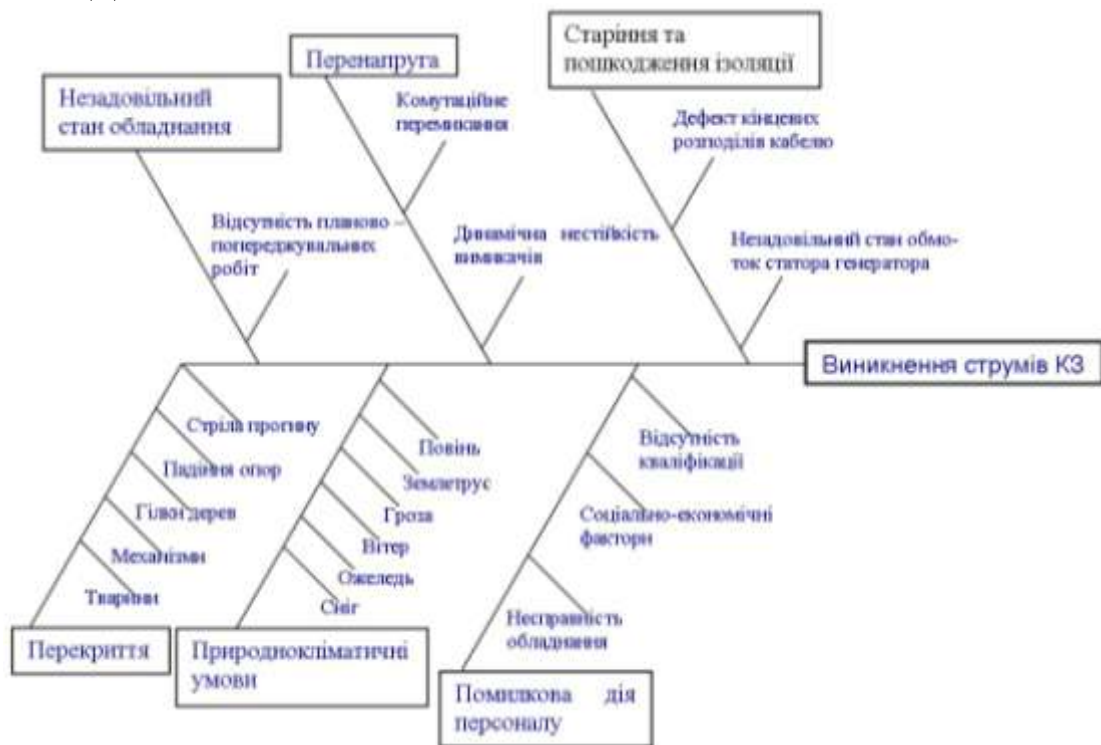 Старіння та
пошкодження ізоляції
Перенапруга
Незадовільний
стан обладнання
Комутаційне
перемикання
Дефект кінцевих
розподілів кабелю
Відсутність планово –
попереджувальних
робіт
Динамічна нестійкість
вимикачів
Незадовільний стан обмо-
ток статора генератора
Виникнення струмів КЗ
Стріла прогину
Падіння опор
Гілки дерев
Механізми
Тварини
Перекриття
Повінь
Землетрус
Гроза
Вітер
Ожеледь
Сніг
Природнокліматичні
умови
Відсутність
кваліфікації
Соціально-економічні
фактори
Несправність
обладнання
Помилкова дія
персоналу